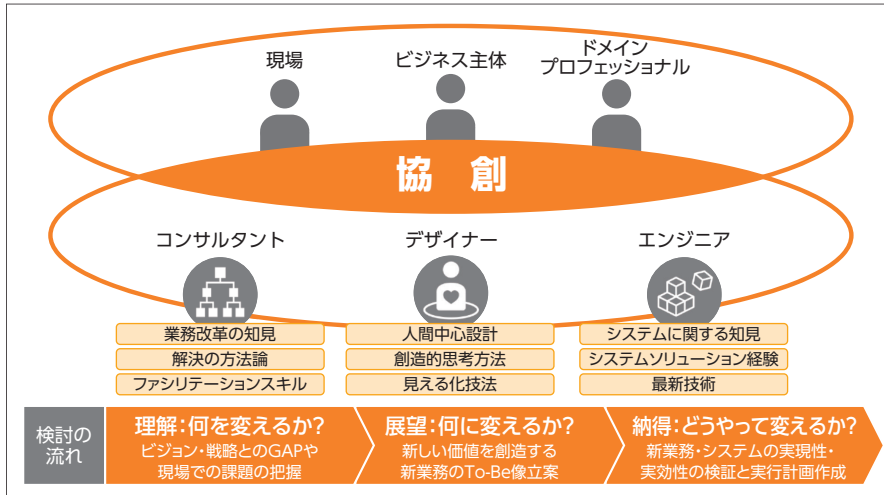 現場
ビジネス主体
ドメイン
プロフェッショナル
協 創
コンサルタント
デザイナー
エンジニア
業務改革の知見
人間中心設計
システムに関する知見
解決の方法論
創造的思考方法
システムソリューション経験
ファシリテーションスキル
見える化技法
最新技術
検討の
流れ
理解:何を変えるか?
ビジョン・戦略とのGAPや
現場での課題の把握
展望:何に変えるか?
新しい価値を創造する
新業務のTo-Be像立案
納得:どうやって変えるか?
新業務・システムの実現性・
実効性の検証と実行計画作成